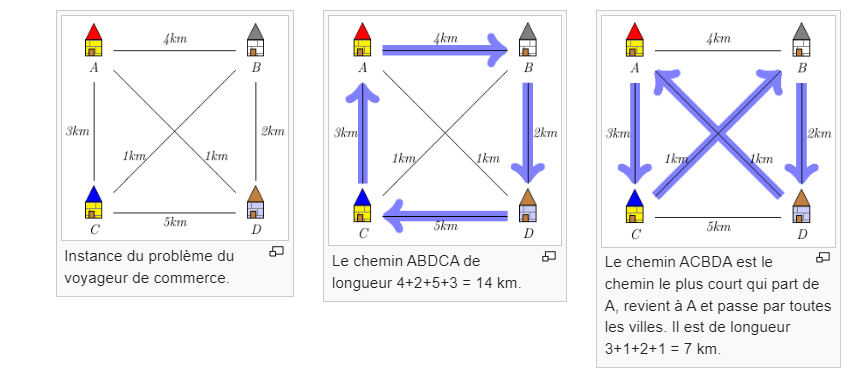 4km
A
B
3km
2km
1km
1km
C
5km
D
Instance du problème du
voyageur de commerce.
4km
A
B
3km
2km
1km
1km
C
5km
D
Le chemin ABDCA de
longueur 4+2+5+3 = 14 km.
4km
A
B
3km
2km
1km
1km
C
5km
D
Le chemin ACBDA est le
chemin le plus court qui part de
A, revient à A et passe par toutes
les villes. Il est de longueur
3+1+2+1 = 7 km.